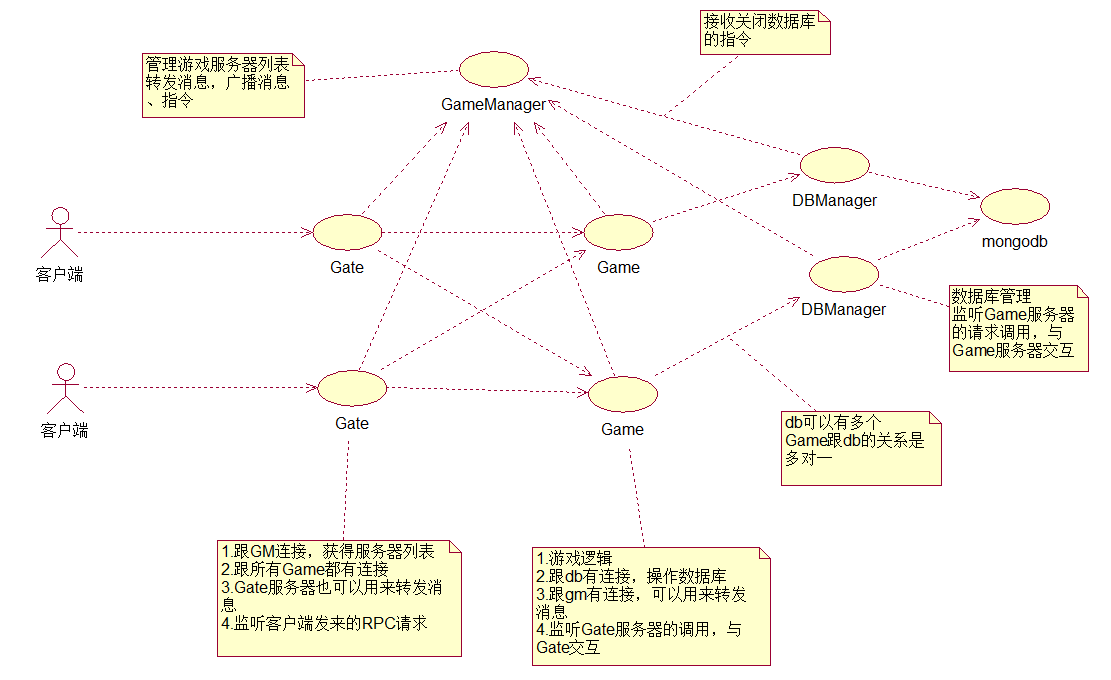 接收关闭数据库
的指令
管理游戏服务器列表
转发消息，广播消息
、指令
GameManager
DBManager
mongodb
客户端
Gate
Game
DBManager
数据库管理
监听Game服务器
的请求调用，与
Game服务器交互
客户端
Gate
Game
db可以有多个
Game跟db的关系是
多对一
1.跟GM连接，获得服务器列表
2.跟所有Game都有连接
3.Gate服务器也可以用来转发消
息
4.监听客户端发来的RPC请求
1.游戏逻辑
2.跟db有连接，操作数据库
3.跟gm有连接，可以用来转发
消息
4.监听Gate服务器的调用，与
Gate交互